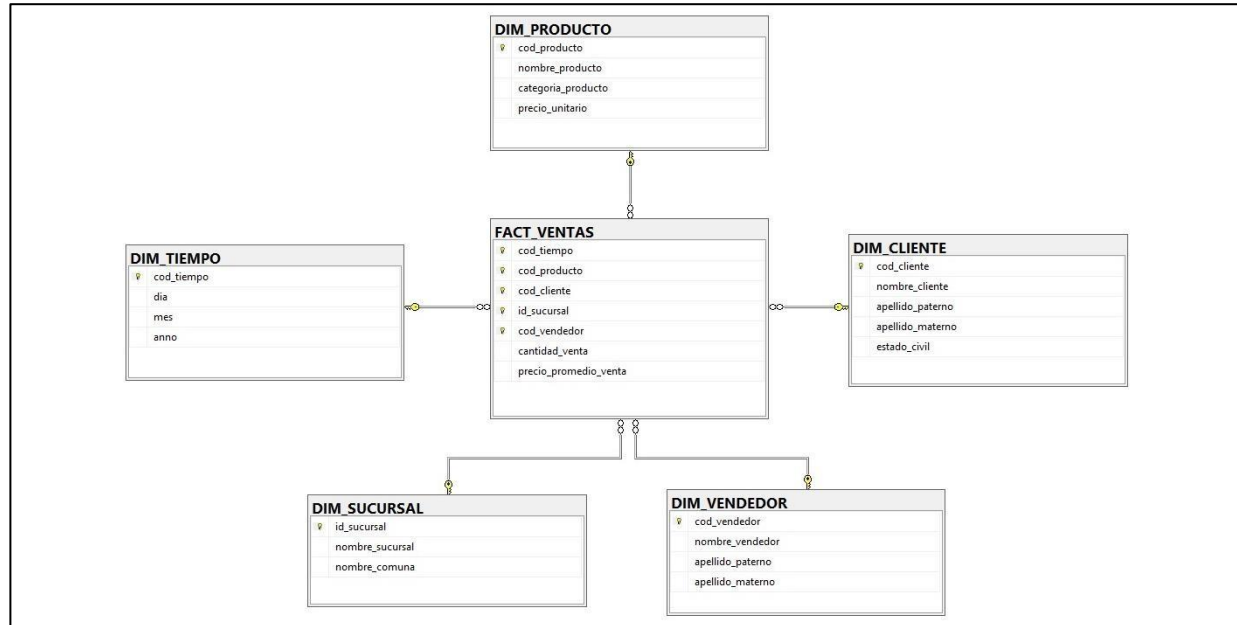 DIM_PRODUCTO
cod_producto
nombre_producto
categoria_producto
precio_unitario
FACT_VENTAS
cod_tiempo
cod_producto
cod_cliente
id_sucursal
cod_vendedor
cantidad_venta
precio_promedio_venta
DIM_TIEMPO
cod_tiempo
dia
mes
anno
DIM_CLIENTE
cod_cliente
nombre_cliente
apellido_paterno
apellido_materno
estado_civil
DIM_SUCURSAL
id_sucursal
nombre_sucursal
nombre_comuna
DIM_VENDEDOR
cod_vendedor
nombre_vendedor
apellido_paterno
apellido_materno